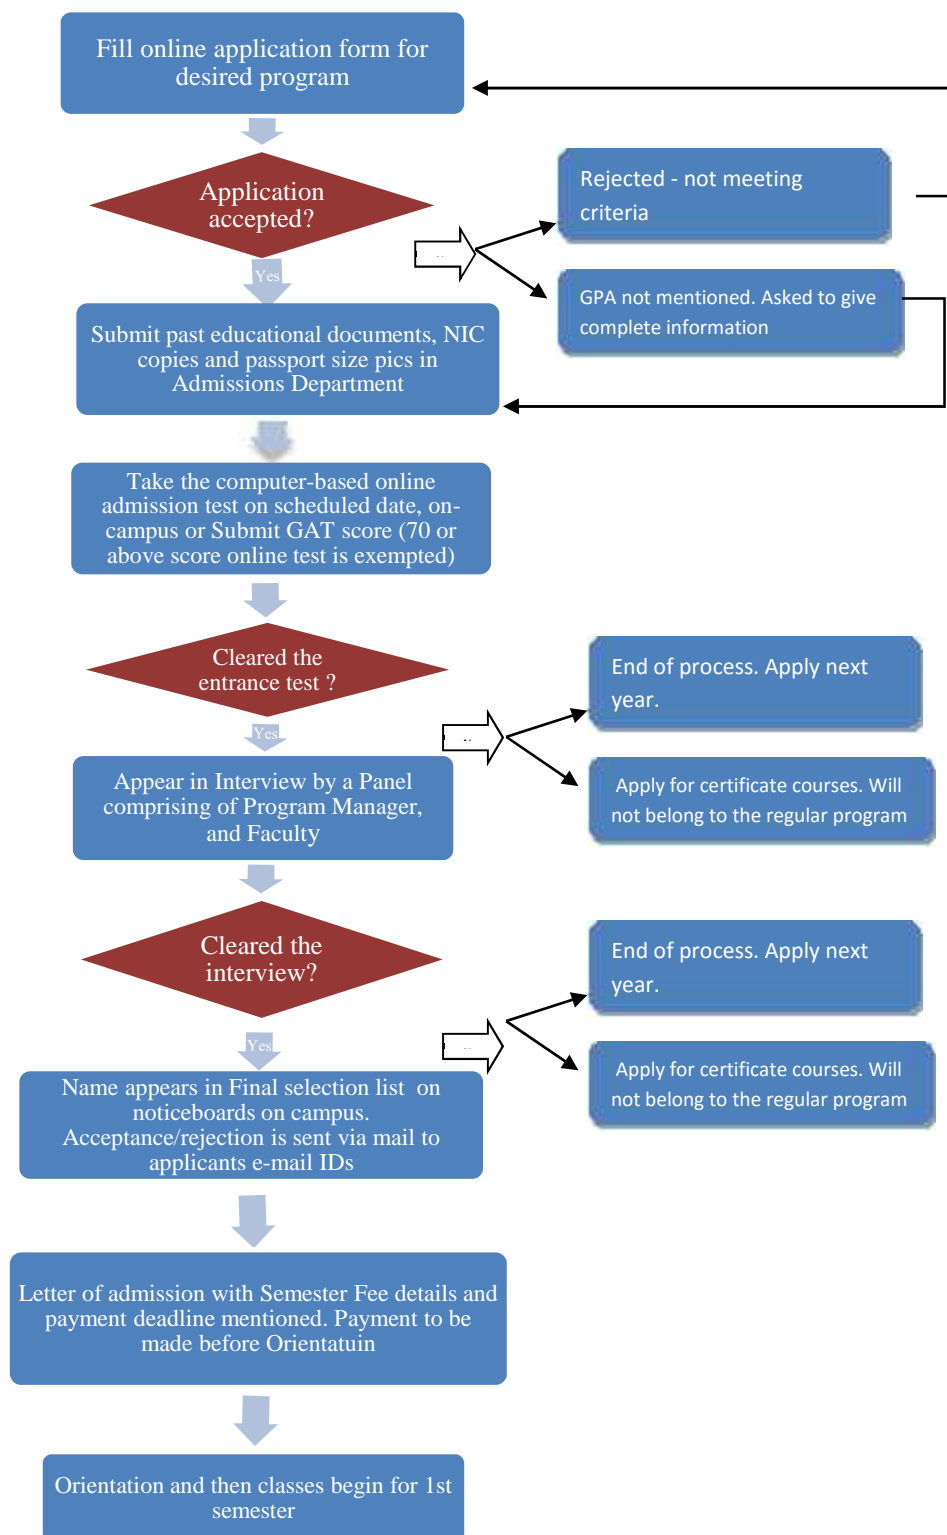 Fill online application form for
desired program
Application
accepted?
Rejected - not meeting
criteria
Yes
GPA not mentioned. Asked to give
complete information
Submit past educational documents, NIC
copies and passport size pics in
Admissions Department
Take the computer-based online
admission test on scheduled date, on-
campus or Submit GAT score (70 or
above score online test is exempted)
Cleared the
entrance test ?
End of process. Apply next
year.
Yes
Apply for certificate courses. Will
not belong to the regular program
Appear in Interview by a Panel
comprising of Program Manager,
and Faculty
Cleared the
interview?
End of process. Apply next
year.
Yes
Apply for certificate courses. Will
not belong to the regular program
Name appears in Final selection list on
noticeboards on campus.
Acceptance/rejection is sent via mail to
applicants e-mail IDs
Letter of admission with Semester Fee details and
payment deadline mentioned. Payment to be
made before Orientatuin
Orientation and then classes begin for 1st
semester